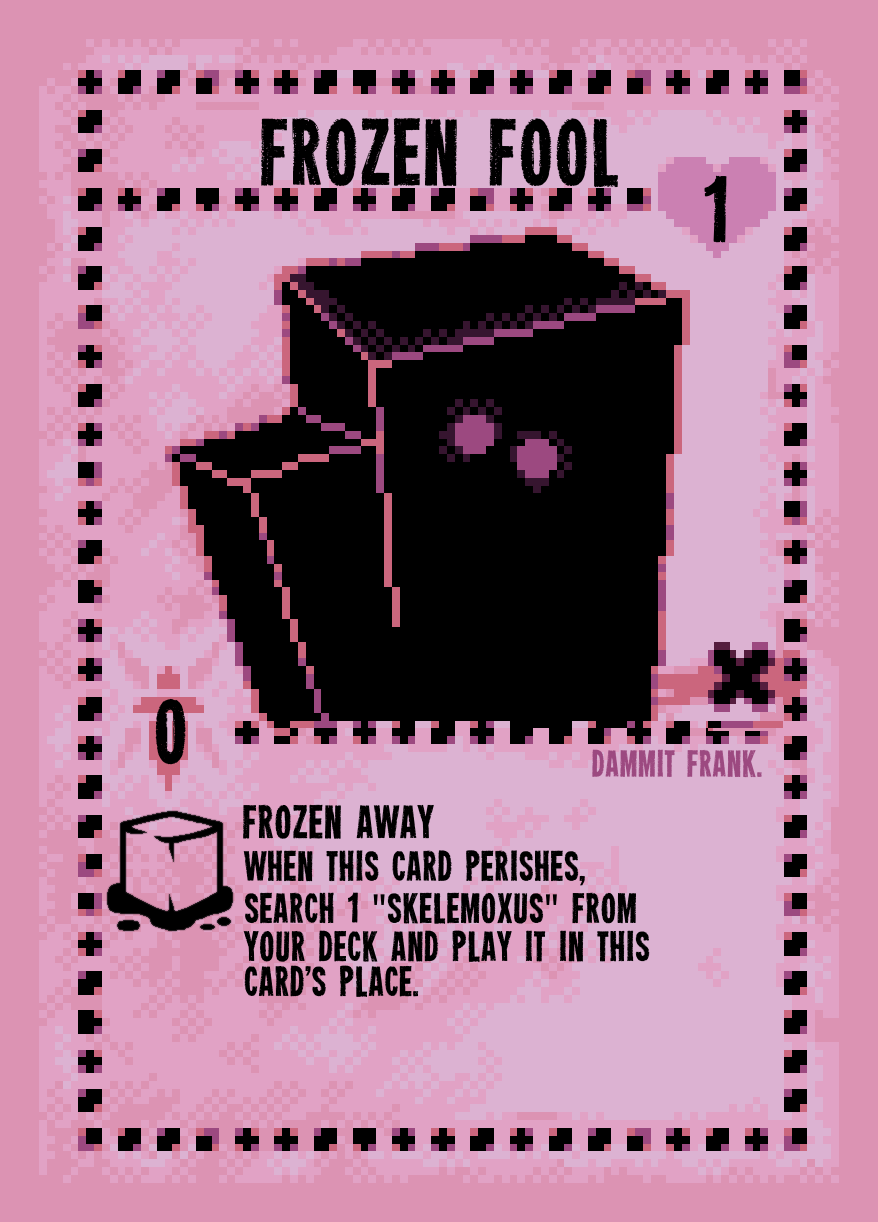 FROZEN FOOL
1
0
DAMMIT FRANK.
FROZEN AWAY
WHEN THIS CARD PERISHES,
SEARCH 1 "SKELEMOXUS" FROM
YOUR DECK AND PLAY IT IN THIS
CARD'S PLACE.